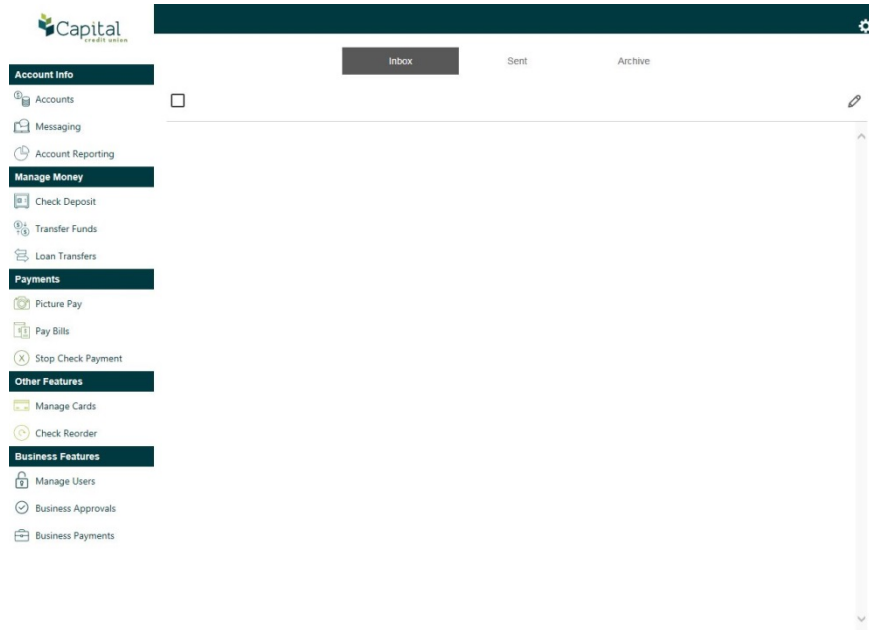 Capital
credit union
Inbox
Sent
Archive
Account Info
Accounts
Messaging
Account Reporting
Manage Money
Check Deposit
Transfer Funds
Loan Transfers
Payments
Picture Pay
Pay Bills
Stop Check Payment
Other Features
Manage Cards
Check Reorder
Business Features
Manage Users
Business Approvals
Business Payments